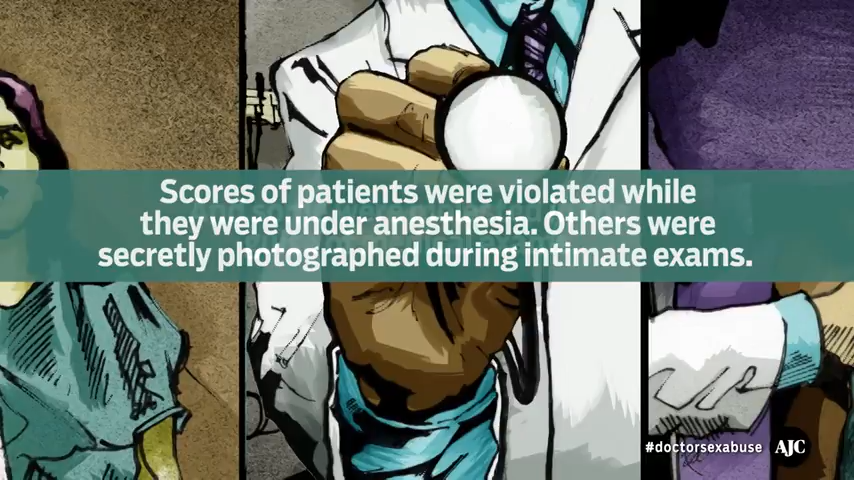 Scores of patients were violated while
they were under anesthesia. Others were
secretly photographed during intimate exams.
#doctorsexabuse AJC